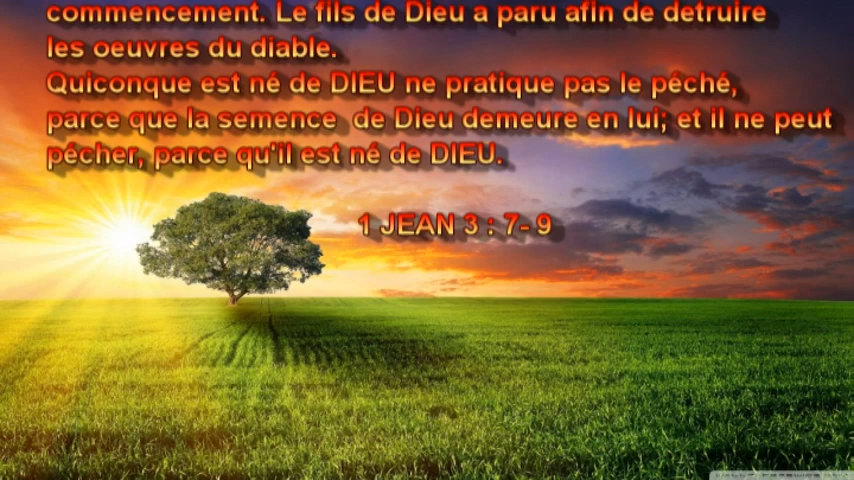 commencement. Le fils de Dieu a paru afin de detruire
les oeuvres du diable.
Quiconque est né de DIEU ne pratique pas le péché,
parce que la semence de Dieu demeure en lui; et il ne peut
pécher, parce qu'il est né de DIEU.
1 JEAN 3 : 7- 9